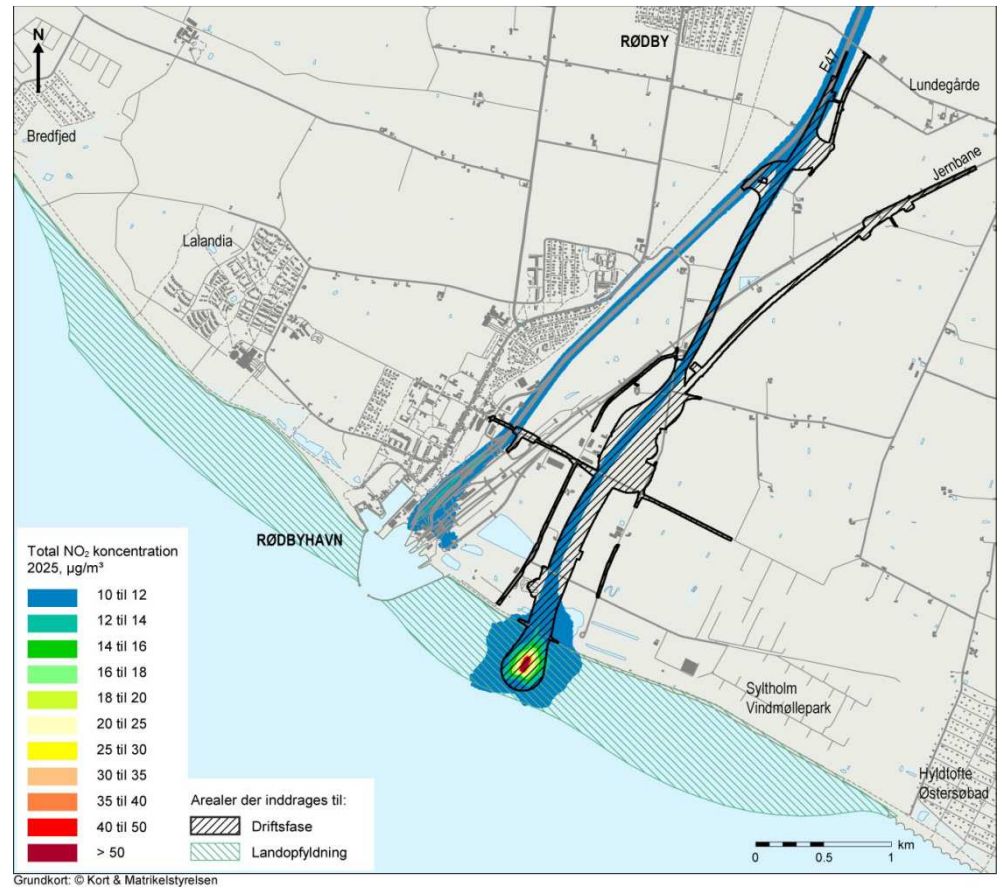 N
RØDBY
E47
Lundegårde
Bredfjed
Jernbane
Lalandia
RØDBYHAVN
Syltholm
Vindmøllepark
Hyldtofte
Østersøbad
Total NO₂ koncentration
2025, µg/m³
10 til 12
12 til 14
14 til 16
16 til 18
18 til 20
20 til 25
25 til 30
30 til 35
35 til 40
40 til 50
> 50
Arealer der inddrages til:
Driftsfase
Landopfyldning
km
0 0.5 1
Grundkort: © Kort & Matrikelstyrelsen